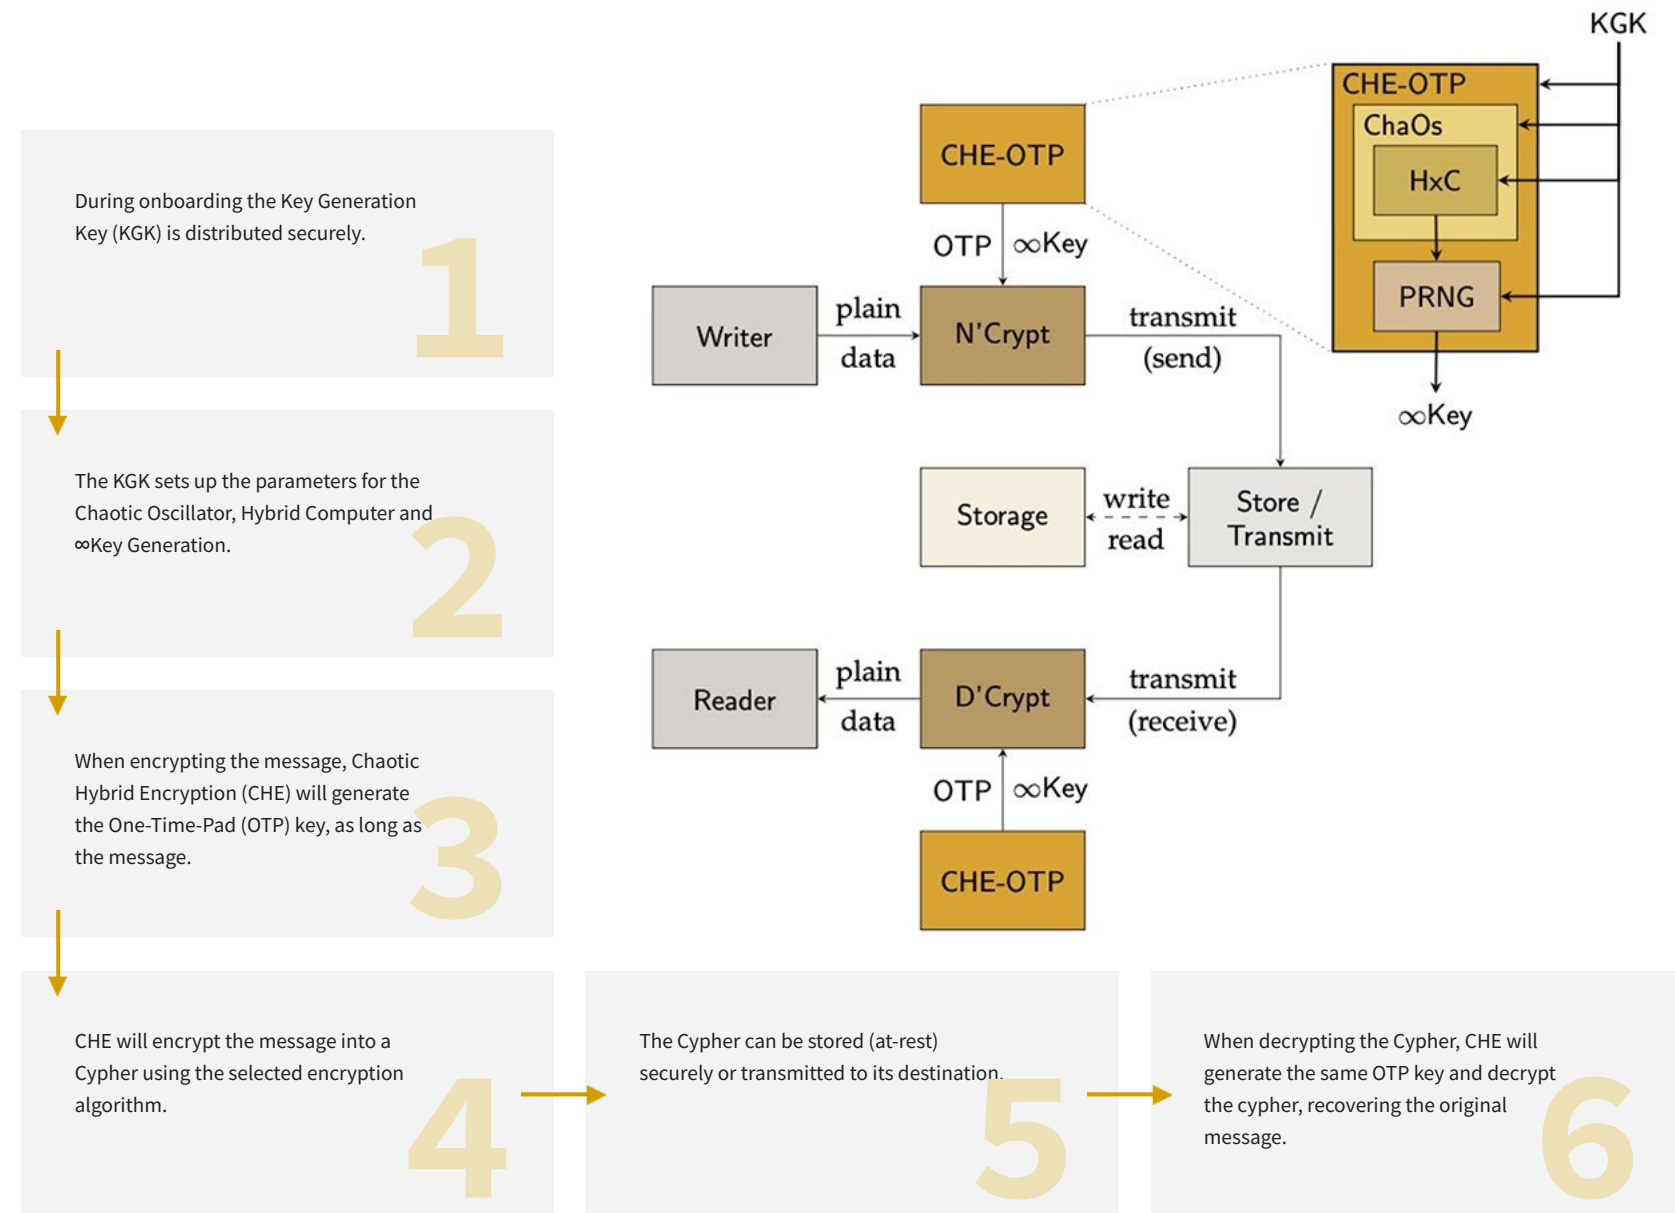 During onboarding the Key Generation
Key (KGK) is distributed securely.
1
The KGK sets up the parameters for the
Chaotic Oscillator, Hybrid Computer and
∞Key Generation.
2
When encrypting the message, Chaotic
Hybrid Encryption (CHE) will generate
the One-Time-Pad (OTP) key, as long as
the message.
3
CHE will encrypt the message into a
Cypher using the selected encryption
algorithm.
4
The Cypher can be stored (at-rest)
securely or transmitted to its destination.
5
When decrypting the Cypher, CHE will
generate the same OTP key and decrypt
the cypher, recovering the original
message.
6
KGK
CHE-OTP
ChaOs
HxC
PRNG
∞Key
CHE-OTP
OTP ∞Key
Writer
plain
data
N'Crypt
transmit
(send)
Storage
write
read
Store /
Transmit
Reader
plain
data
D'Crypt
transmit
(receive)
OTP ∞Key
CHE-OTP